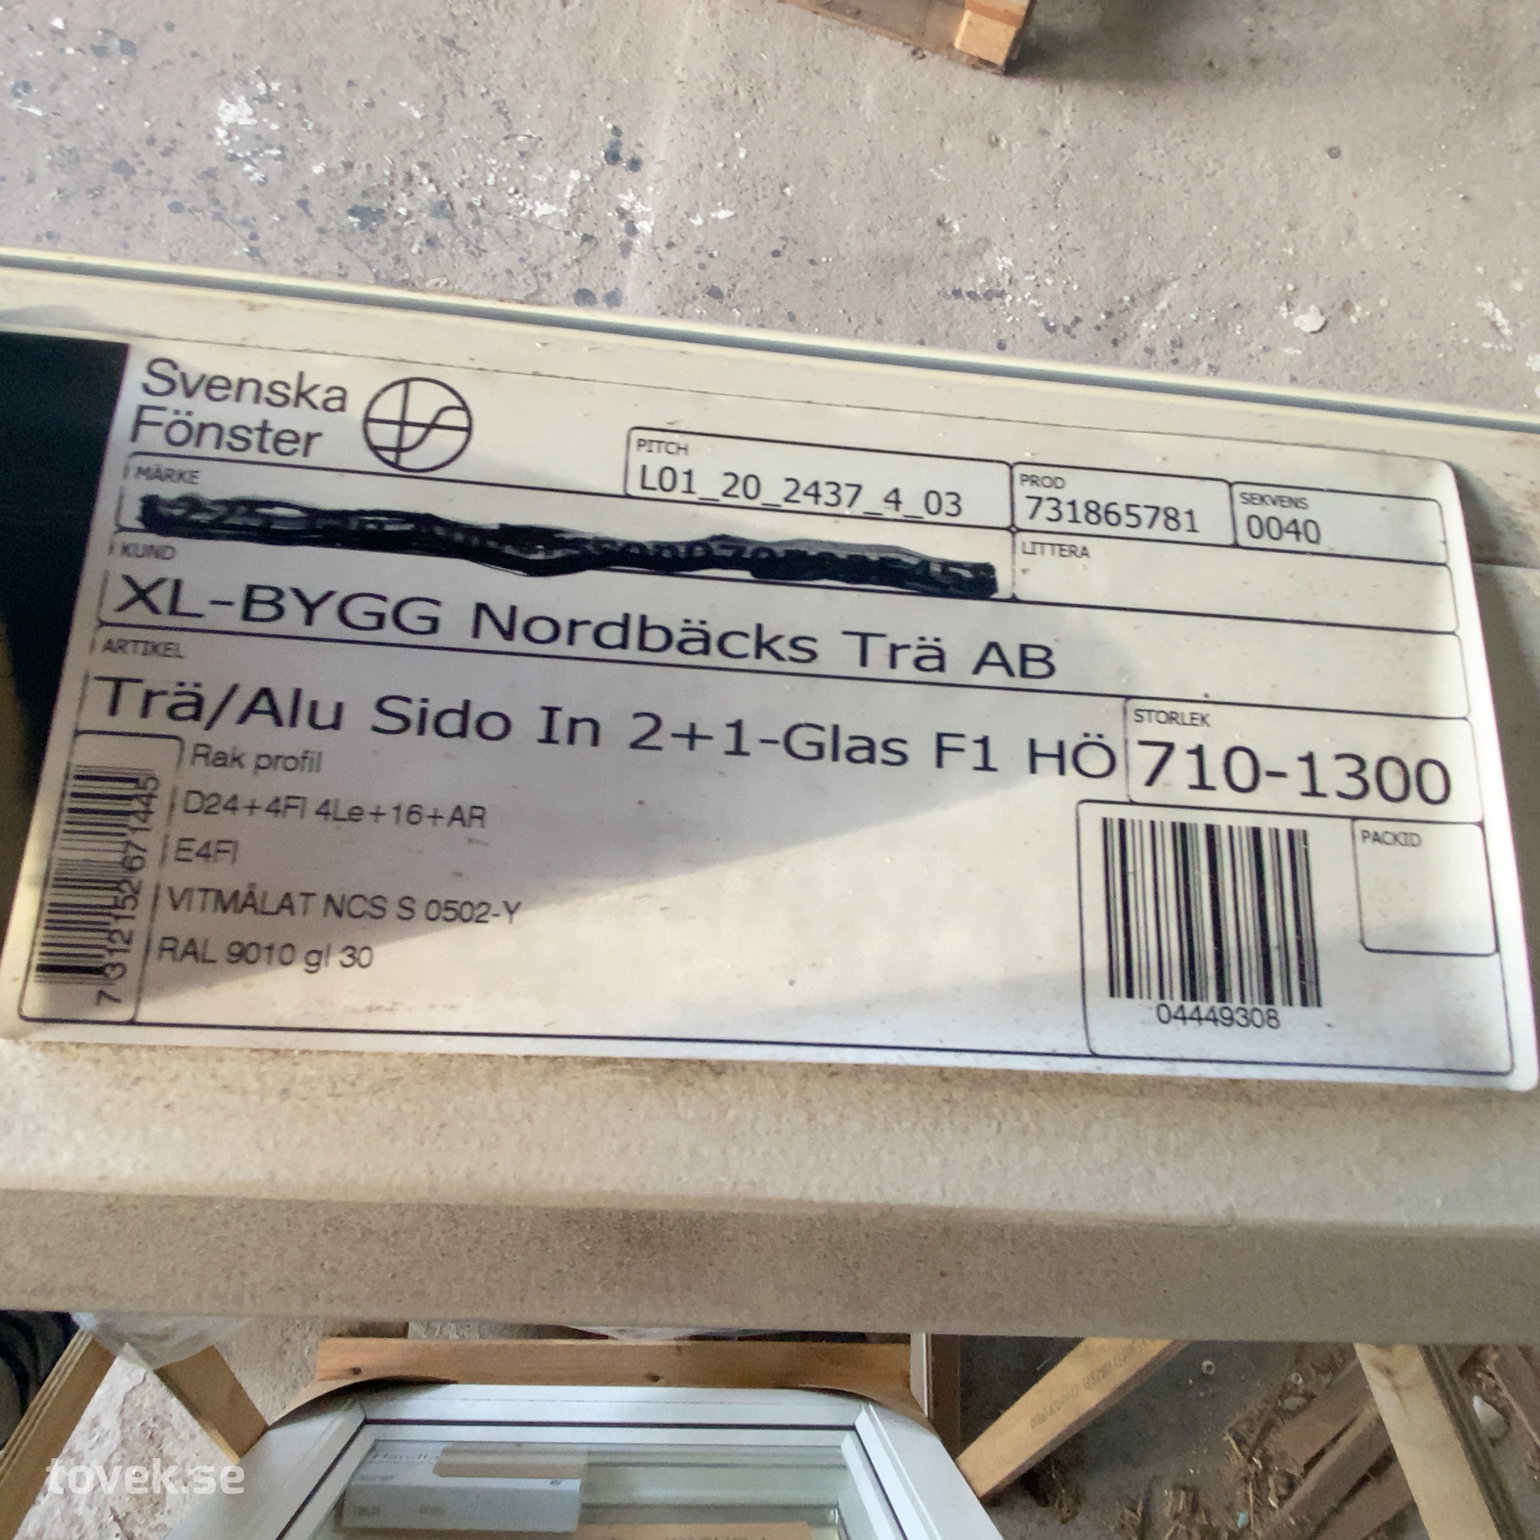 Svenska
Fönster
PITCH
L01_20_2437_4_03
PROD
731865781
SEKVENS
0040
MÄRKE
LITTERA
KUND
XL-BYGG Nordbäcks Trä AB
ARTIKEL
Trä/Alu Sido In 2+1-Glas F1 HÖ
STORLEK
710-1300
Rak profil
D24+4Fl 4Le+16+AR
E4Fl
VITMÅLAT NCS S 0502-Y
RAL 9010 gl 30
7312152671445
04449308
PACKID
tovek.se